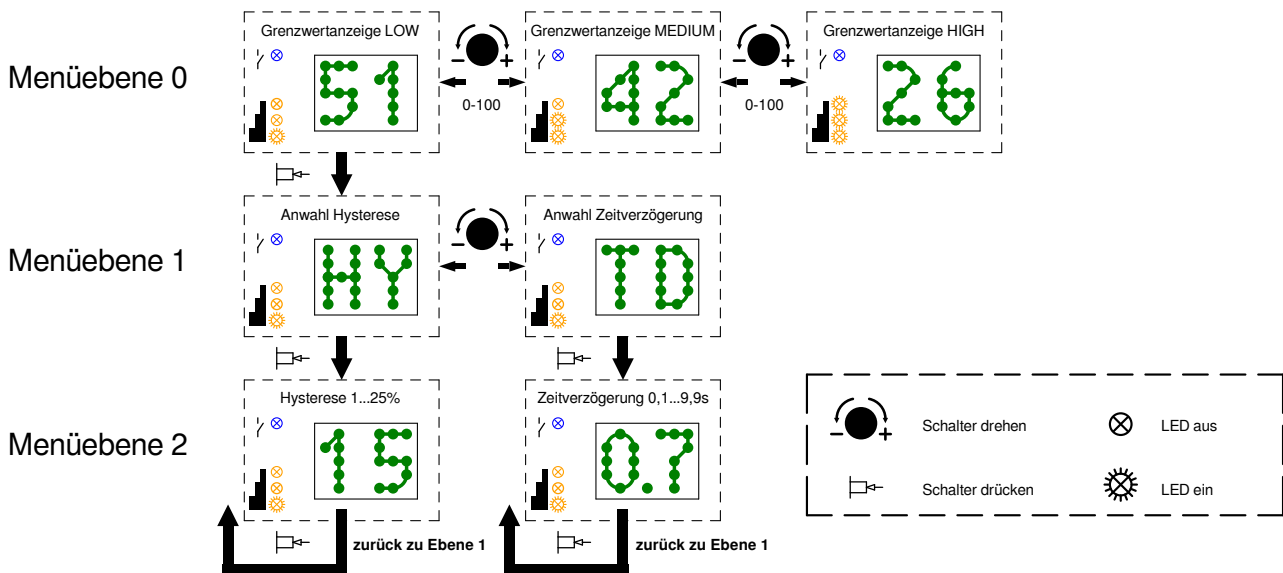 Grenzwertanzeige LOW
Grenzwertanzeige MEDIUM
Grenzwertanzeige HIGH
Menüebene 0
51
- +
0-100
42
- +
0-100
26
Menüebene 1
Anwahl Hysterese
HY
- +
Anwahl Zeitverzögerung
TD
Menüebene 2
Hysterese 1...25%
15
zurück zu Ebene 1
Zeitverzögerung 0,1...9,9s
0.7
zurück zu Ebene 1
- +
Schalter drehen
LED aus
Schalter drücken
LED ein